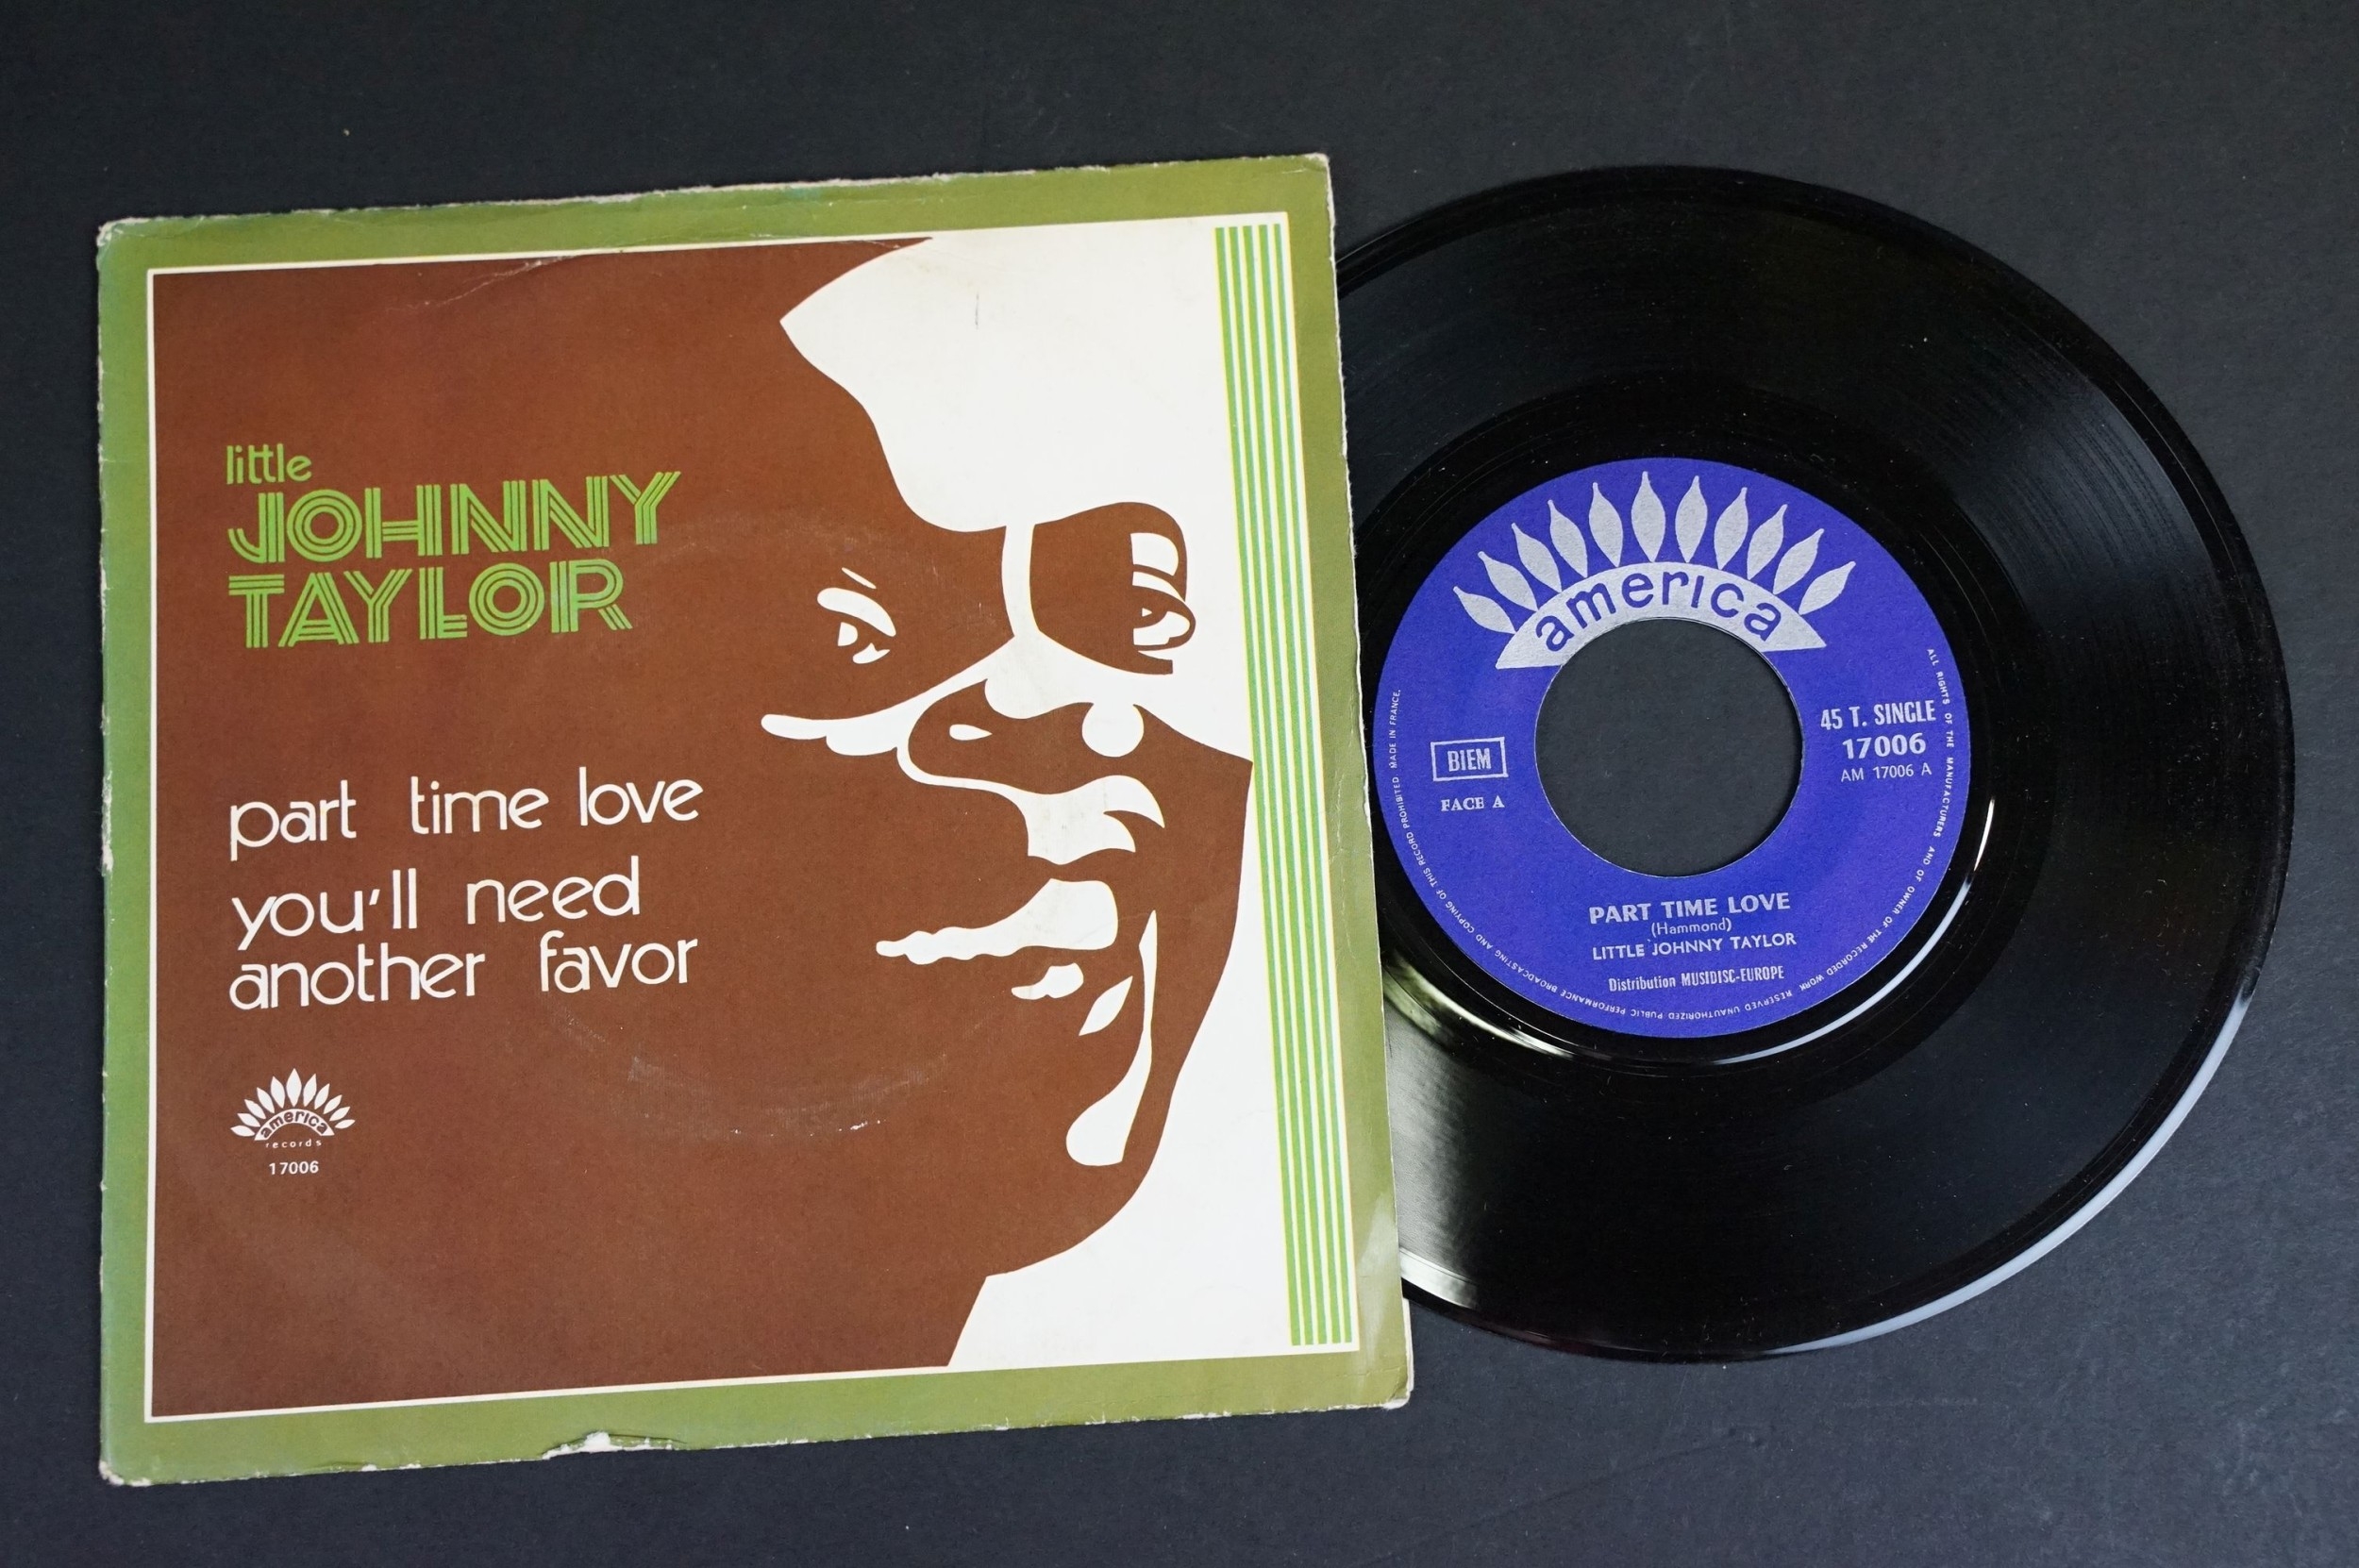 little
JOHNNY
TAYLOR
part time love
you'll need
another favor
america
records
17006
america
45 T. SINGLE
17006
AM 17006 A
BIEM
FACE A
PART TIME LOVE
(Hammond)
LITTLE JOHNNY TAYLOR
Distribution MUSIDISC-EUROPE
ALL RIGHTS OF THE MANUFACTURERS AND OF OWNER OF THE RECORDED WORK RESERVED UNAUTHORIZED PUBLIC PERFORMANCE BROADCASTING AND COPYING OF THIS RECORD PROHIBITED MADE IN FRANCE.